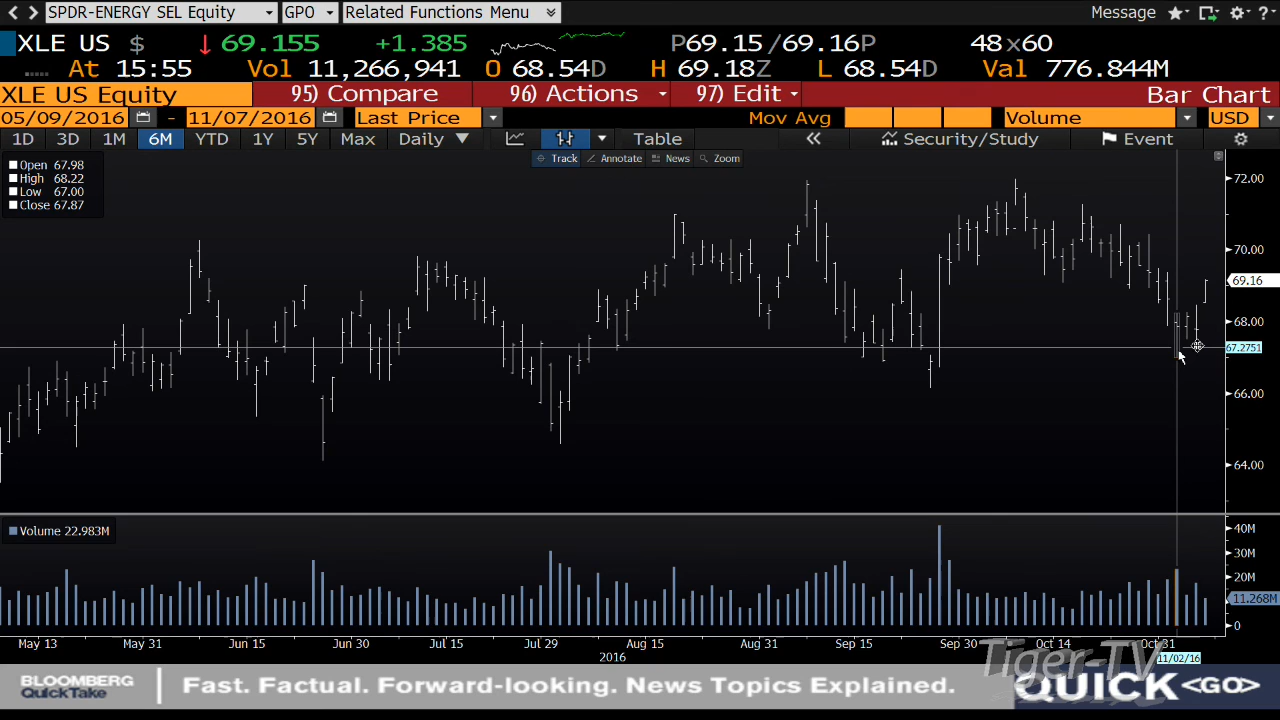 SPDR-ENERGY SEL Equity GPO Related Functions Menu Message ?
XLE US $ 69.155 +1.385 P69.15/69.16P 48x60
At 15:55 Vol 11,266,941 O 68.54D H 69.18Z L 68.54D Val 776.844M
XLE US Equity 95) Compare 96) Actions 97) Edit Bar Chart
05/09/2016 - 11/07/2016 Last Price Mov Avg Volume USD
1D 3D 1M 6M YTD 1Y 5Y Max Daily Table Security/Study Event
Track Annotate News Zoom
Open 67.98
High 68.22
Low 67.00
Close 67.87
72.00
70.00
69.16
68.00
67.2751
66.00
64.00
Volume 22.983M
40M
30M
20M
11.268M
0
May 13 May 31 Jun 15 Jun 30 Jul 15 Jul 29 Aug 15 Aug 31 Sep 15 Sep 30 Oct 14 Oct 31
2016
11/02/16
Tiger-TV
BLOOMBERG
QuickTake
Fast. Factual. Forward-looking. News Topics Explained.
QUICK <GO>